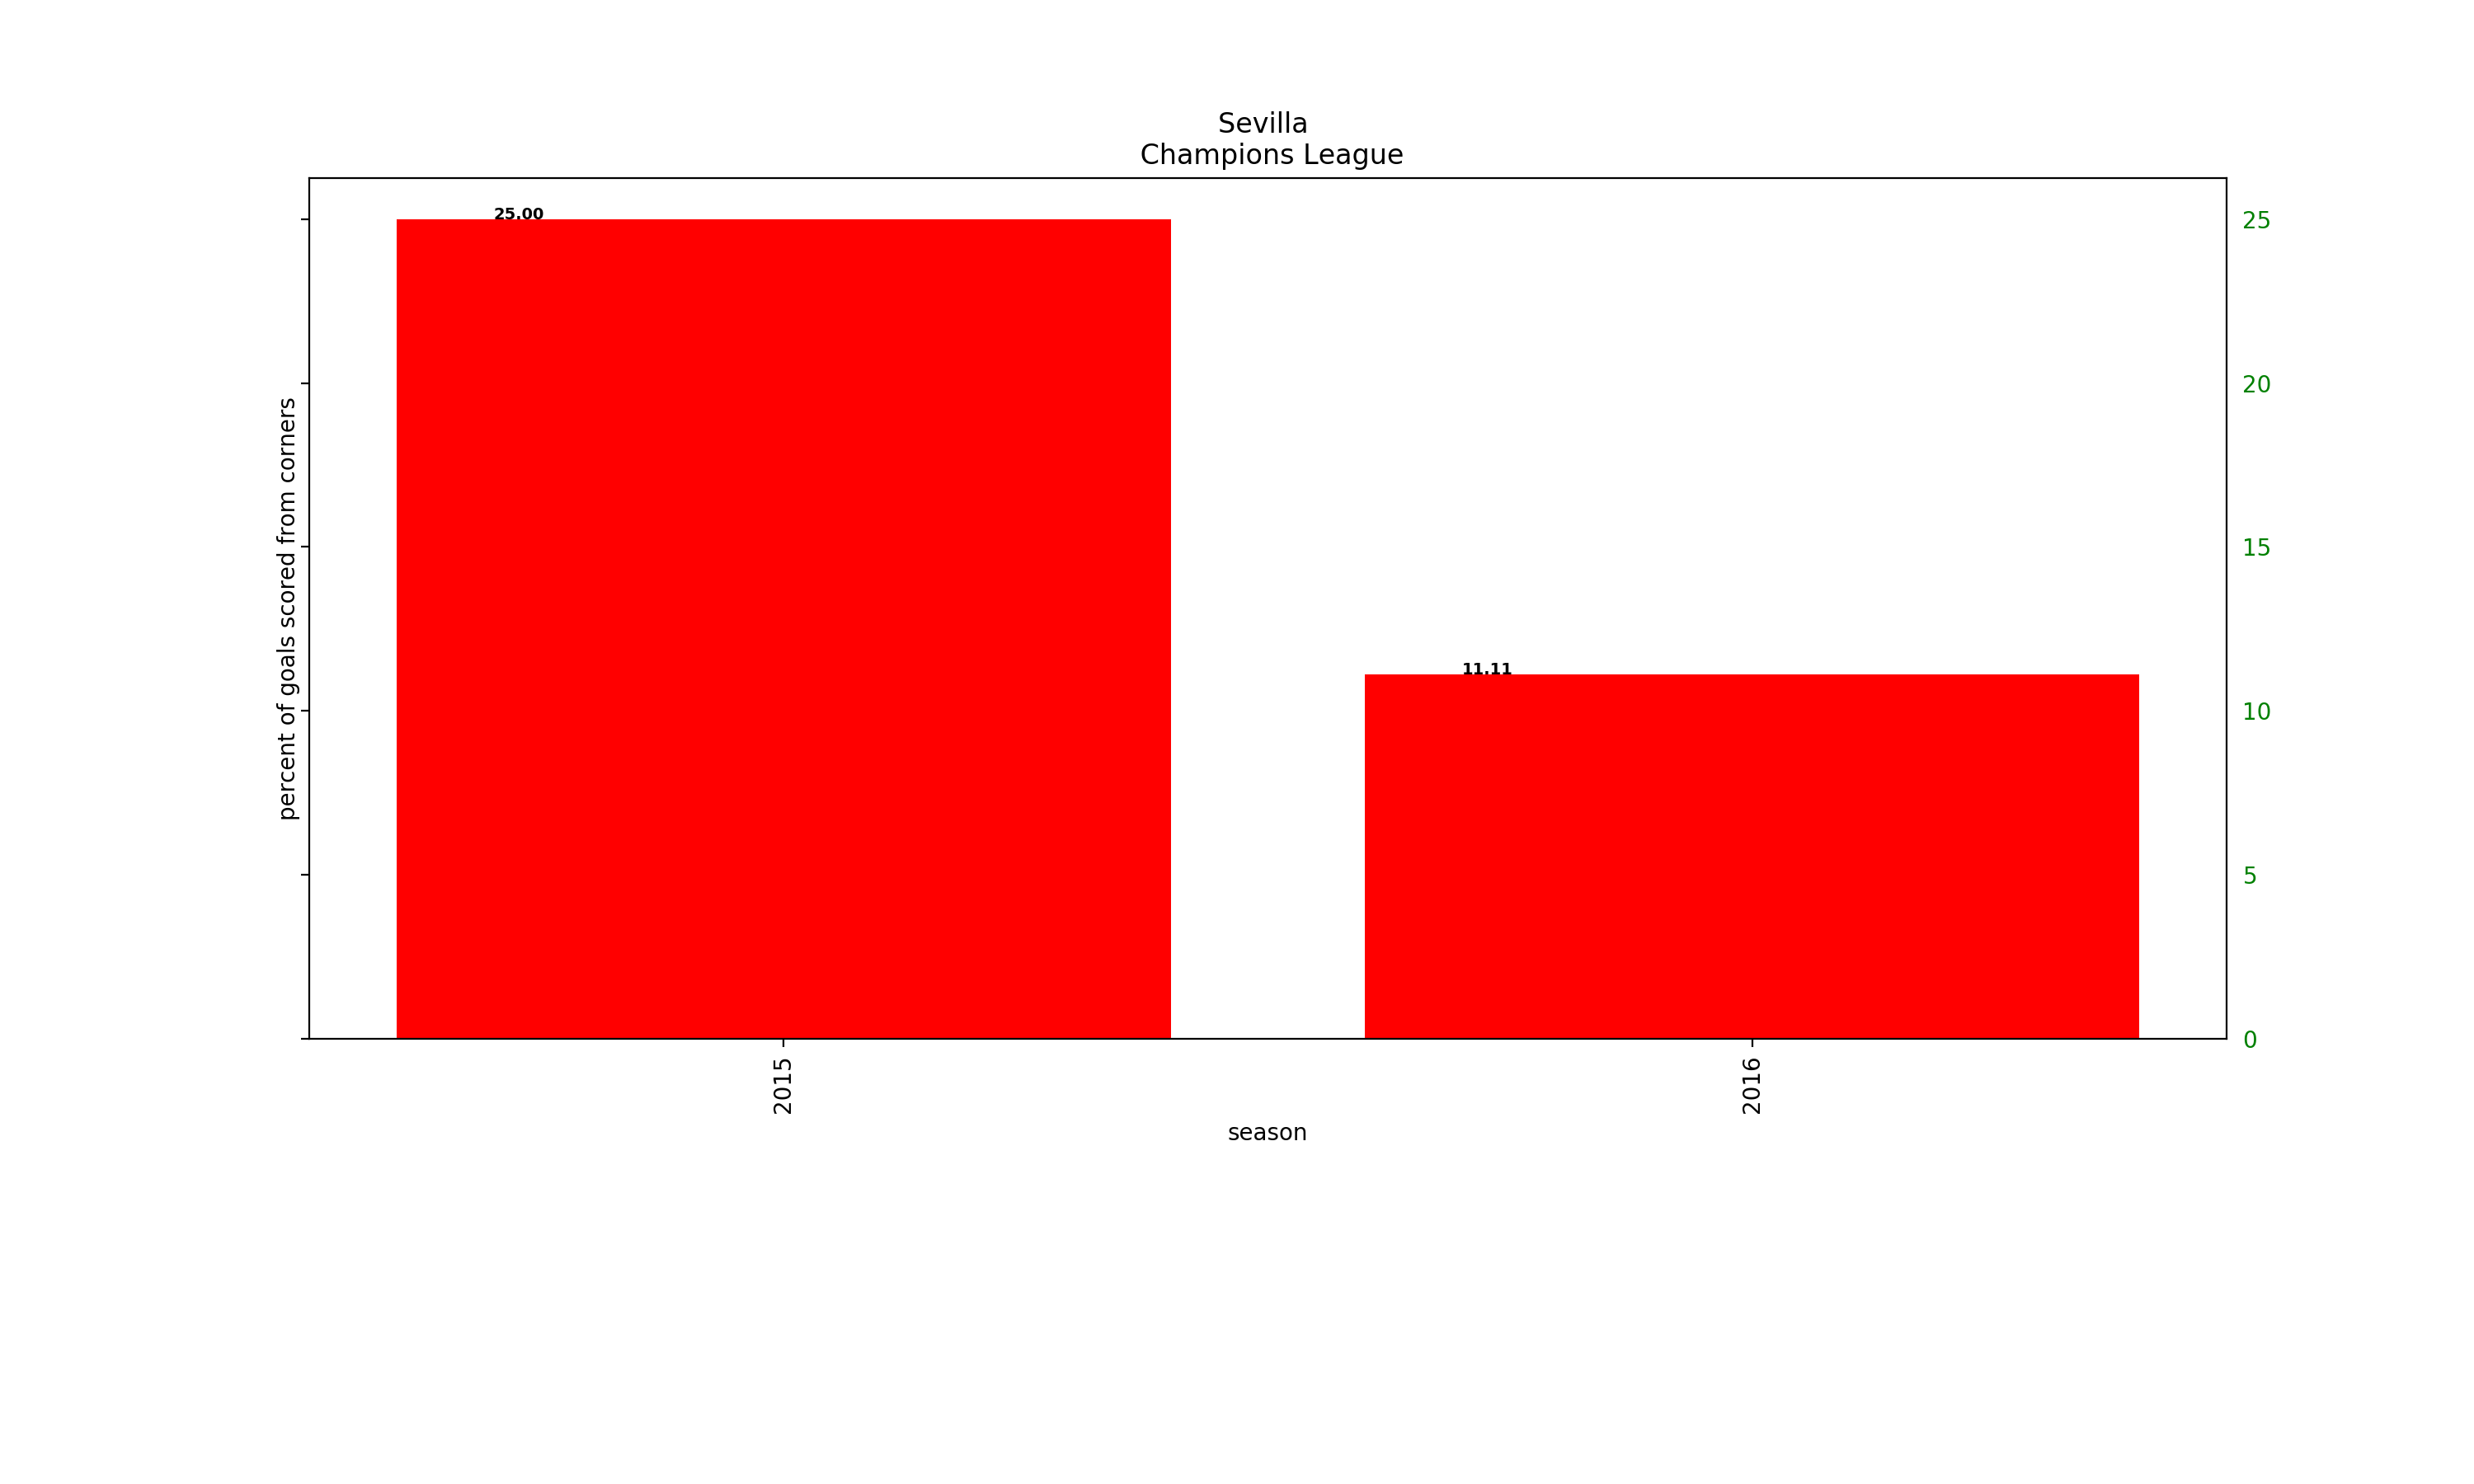 Sevilla
Champions League
percent of goals scored from corners
25.00
11.11
25
20
15
10
5
0
2015
2016
season